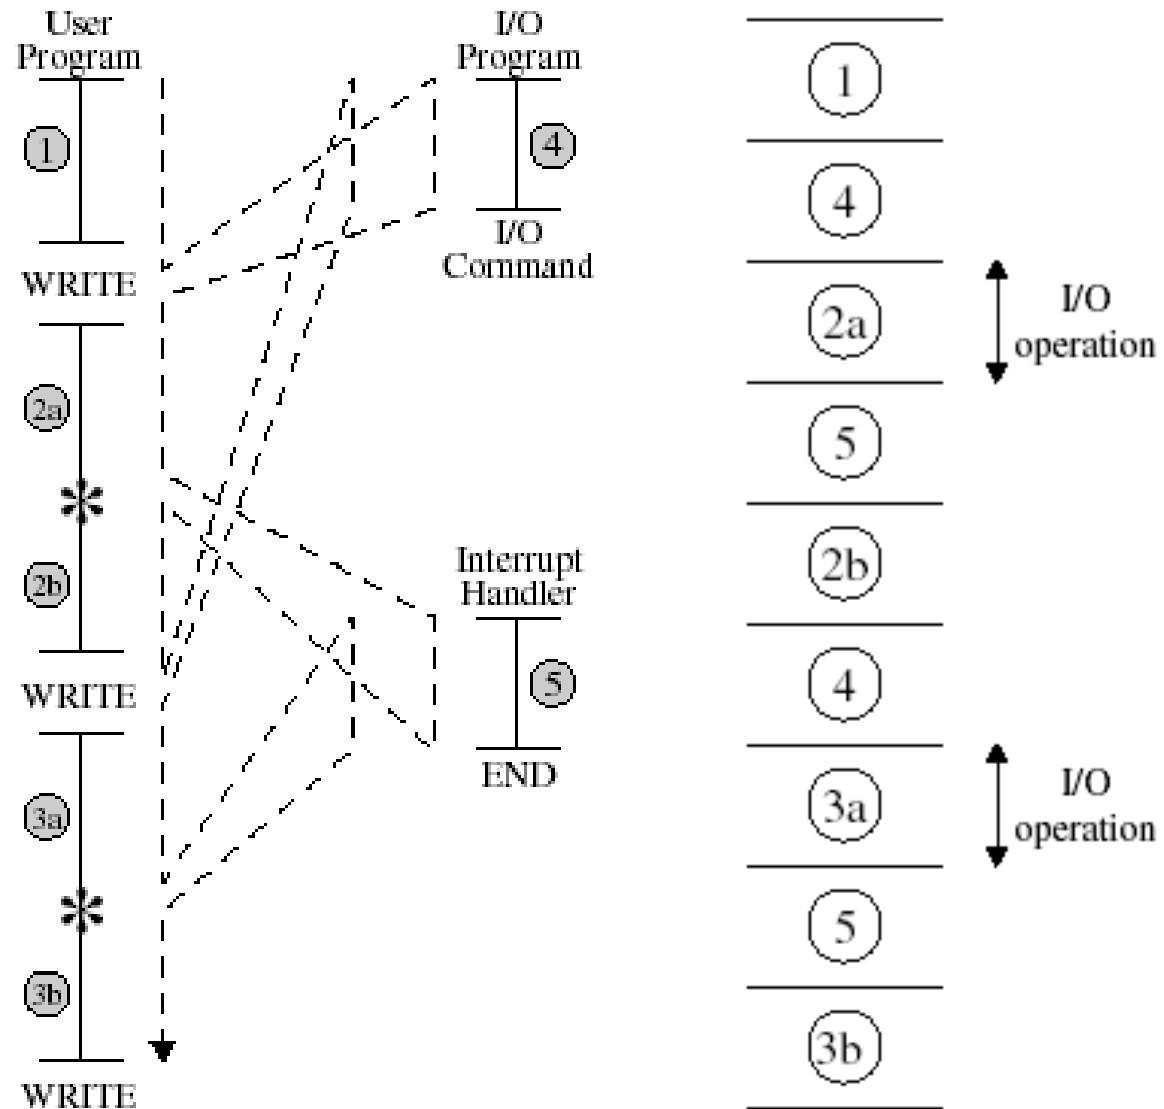 User
Program
1
WRITE
2a
*
2b
WRITE
3a
*
3b
WRITE
I/O
Program
4
I/O
Command
Interrupt
Handler
5
END
1
4
2a
I/O
operation
5
2b
4
3a
I/O
operation
5
3b